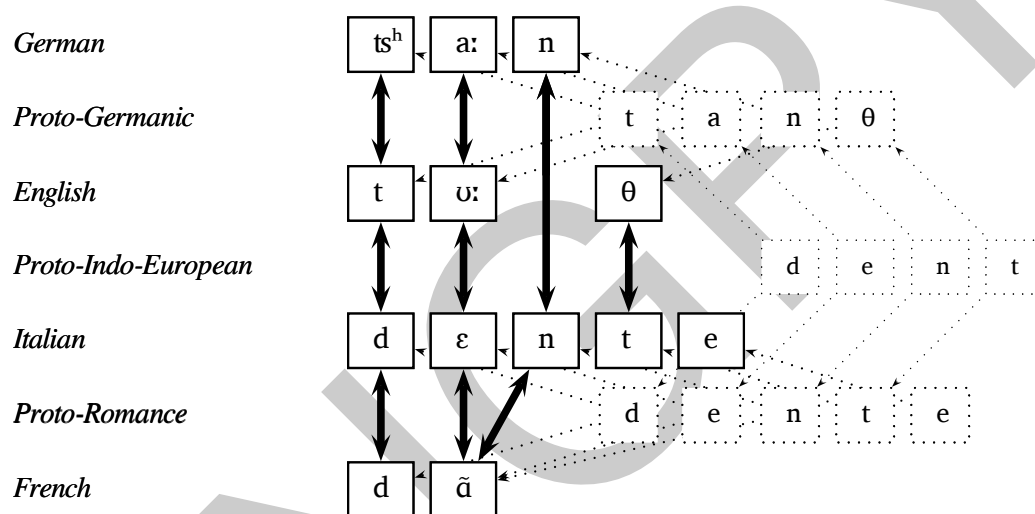 German tsʰ aː n
Proto-Germanic t a n θ
English t ʊː θ
Proto-Indo-European d e n t
Italian d ɛ n t e
Proto-Romance d e n t e
French d ɑ̃